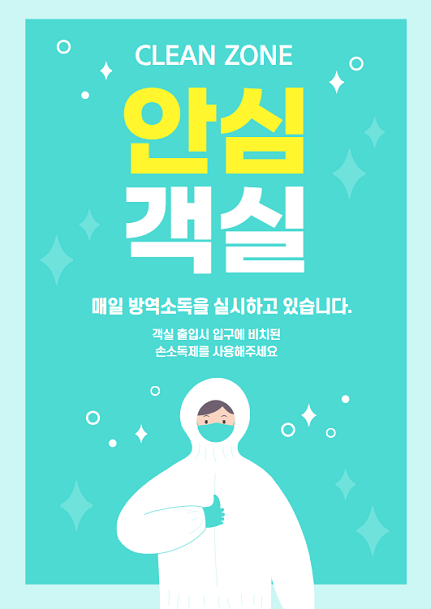 CLEAN ZONE
안심
객실
매일 방역소독을 실시하고 있습니다.
객실 출입시 입구에 비치된
손소독제를 사용해주세요